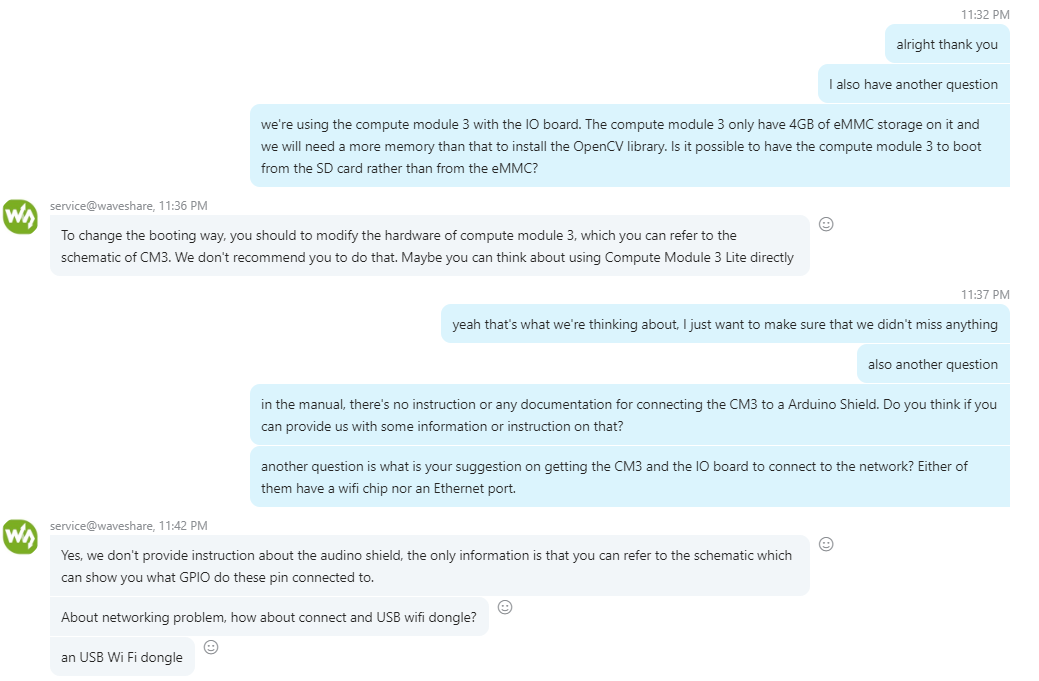 11:32 PM
alright thank you
I also have another question
we're using the compute module 3 with the IO board. The compute module 3 only have 4GB of eMMC storage on it and
we will need a more memory than that to install the OpenCV library. Is it possible to have the compute module 3 to boot
from the SD card rather than from the eMMC?
service@waveshare, 11:36 PM
To change the booting way, you should to modify the hardware of compute module 3, which you can refer to the
schematic of CM3. We don't recommend you to do that. Maybe you can think about using Compute Module 3 Lite directly
11:37 PM
yeah that's what we're thinking about, I just want to make sure that we didn't miss anything
also another question
in the manual, there's no instruction or any documentation for connecting the CM3 to a Arduino Shield. Do you think if you
can provide us with some information or instruction on that?
another question is what is your suggestion on getting the CM3 and the IO board to connect to the network? Either of
them have a wifi chip nor an Ethernet port.
service@waveshare, 11:42 PM
Yes, we don't provide instruction about the audino shield, the only information is that you can refer to the schematic which
can show you what GPIO do these pin connected to.
About networking problem, how about connect and USB wifi dongle?
an USB Wi Fi dongle